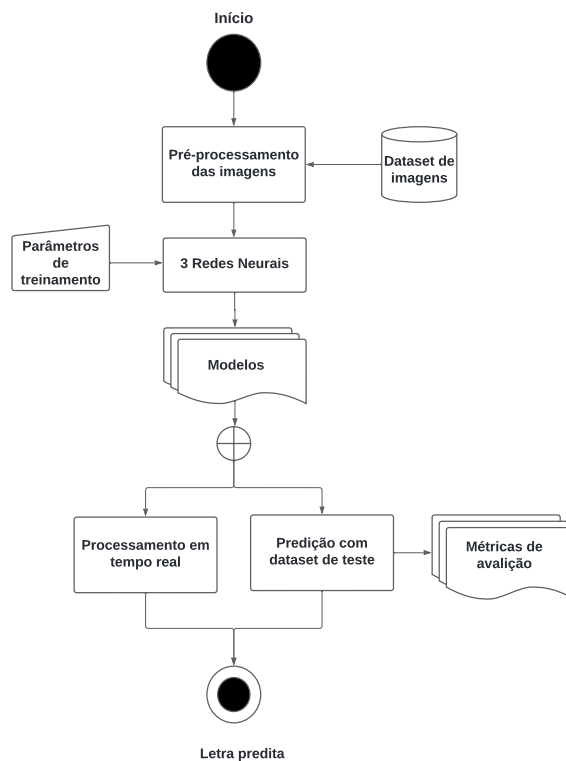 Início
Pré-processamento
das imagens
Dataset de
imagens
Parâmetros
de
treinamento
3 Redes Neurais
Modelos
Processamento em
tempo real
Predição com
dataset de teste
Métricas de
avalição
Letra predita